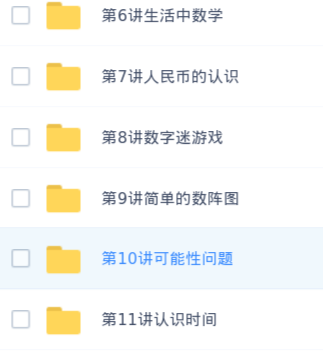 第6讲生活中数学
第7讲人民币的认识
第8讲数字迷游戏
第9讲简单的数阵图
第10讲可能性问题
第11讲认识时间